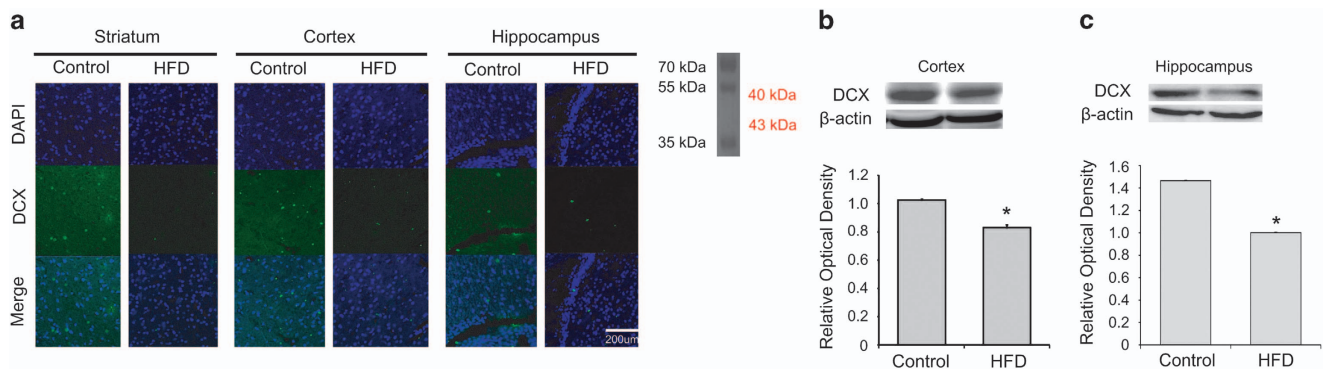 a
Striatum Cortex Hippocampus
Control HFD Control HFD Control HFD
DAPI
DCX
Merge
200um
70 kDa
55 kDa
40 kDa
43 kDa
35 kDa
b
Cortex
DCX
β-actin
Relative Optical Density
1.2
1.0
0.8
0.6
0.4
0.2
0
*
Control HFD
c
Hippocampus
DCX
β-actin
Relative Optical Density
1.6
1.4
1.2
1.0
0.8
0.6
0.4
0.2
0
*
Control HFD